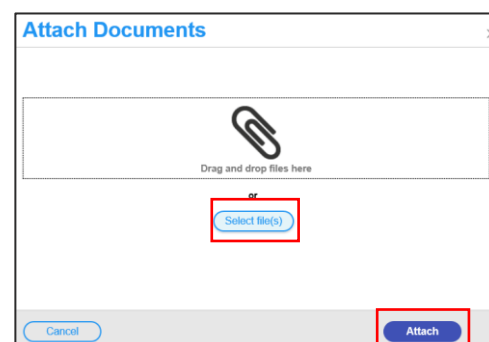 Attach Documents
Drag and drop files here
or
Select file(s)
Cancel
Attach